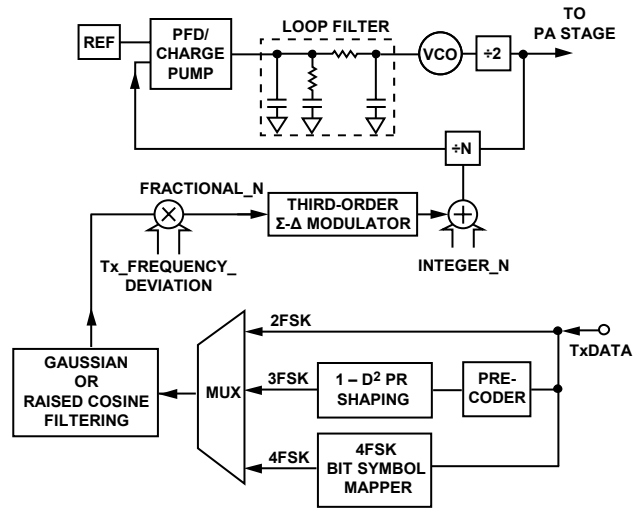 TO
PA STAGE
LOOP FILTER
REF
PFD/
CHARGE
PUMP
VCO
÷2
÷N
FRACTIONAL_N
THIRD-ORDER
Σ-Δ MODULATOR
×
+
Tx_FREQUENCY_
DEVIATION
INTEGER_N
2FSK
TxDATA
GAUSSIAN
OR
RAISED COSINE
FILTERING
MUX
3FSK
1 – D² PR
SHAPING
PRE-
CODER
4FSK
4FSK
BIT SYMBOL
MAPPER